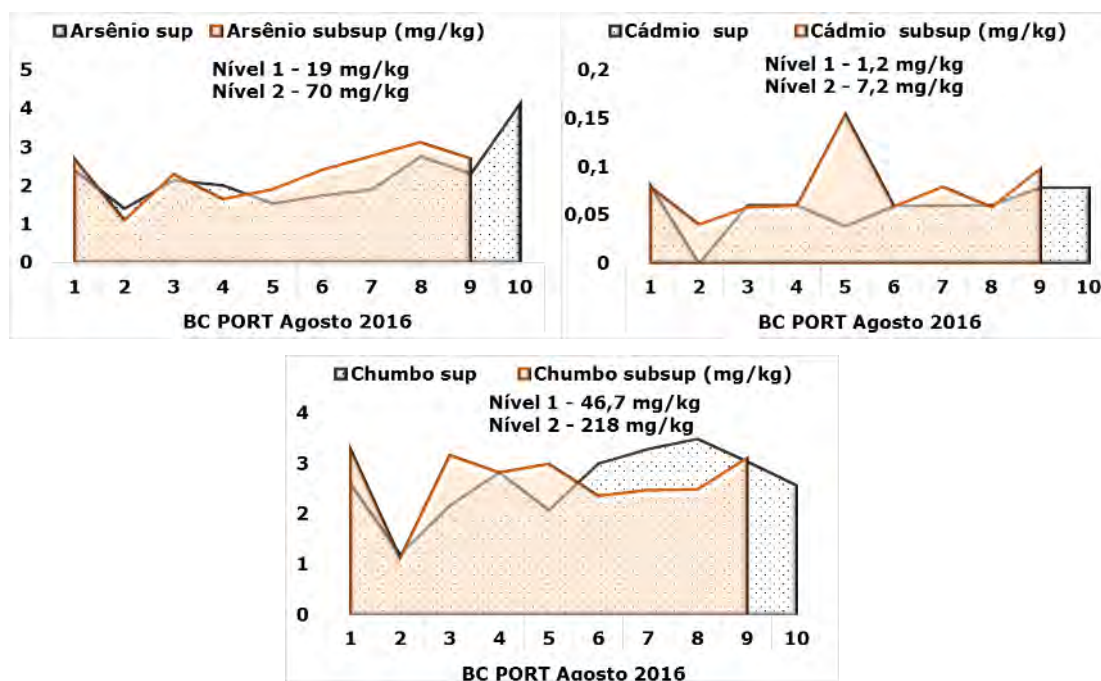 Arsênio sup Arsênio subsup (mg/kg)
Nível 1 - 19 mg/kg
Nível 2 - 70 mg/kg
5
4
3
2
1
0
1 2 3 4 5 6 7 8 9 10
BC PORT Agosto 2016
Cádmio sup Cádmio subsup (mg/kg)
Nível 1 - 1,2 mg/kg
Nível 2 - 7,2 mg/kg
0,2
0,15
0,1
0,05
0
1 2 3 4 5 6 7 8 9 10
BC PORT Agosto 2016
Chumbo sup Chumbo subsup (mg/kg)
Nível 1 - 46,7 mg/kg
Nível 2 - 218 mg/kg
4
3
2
1
0
1 2 3 4 5 6 7 8 9 10
BC PORT Agosto 2016